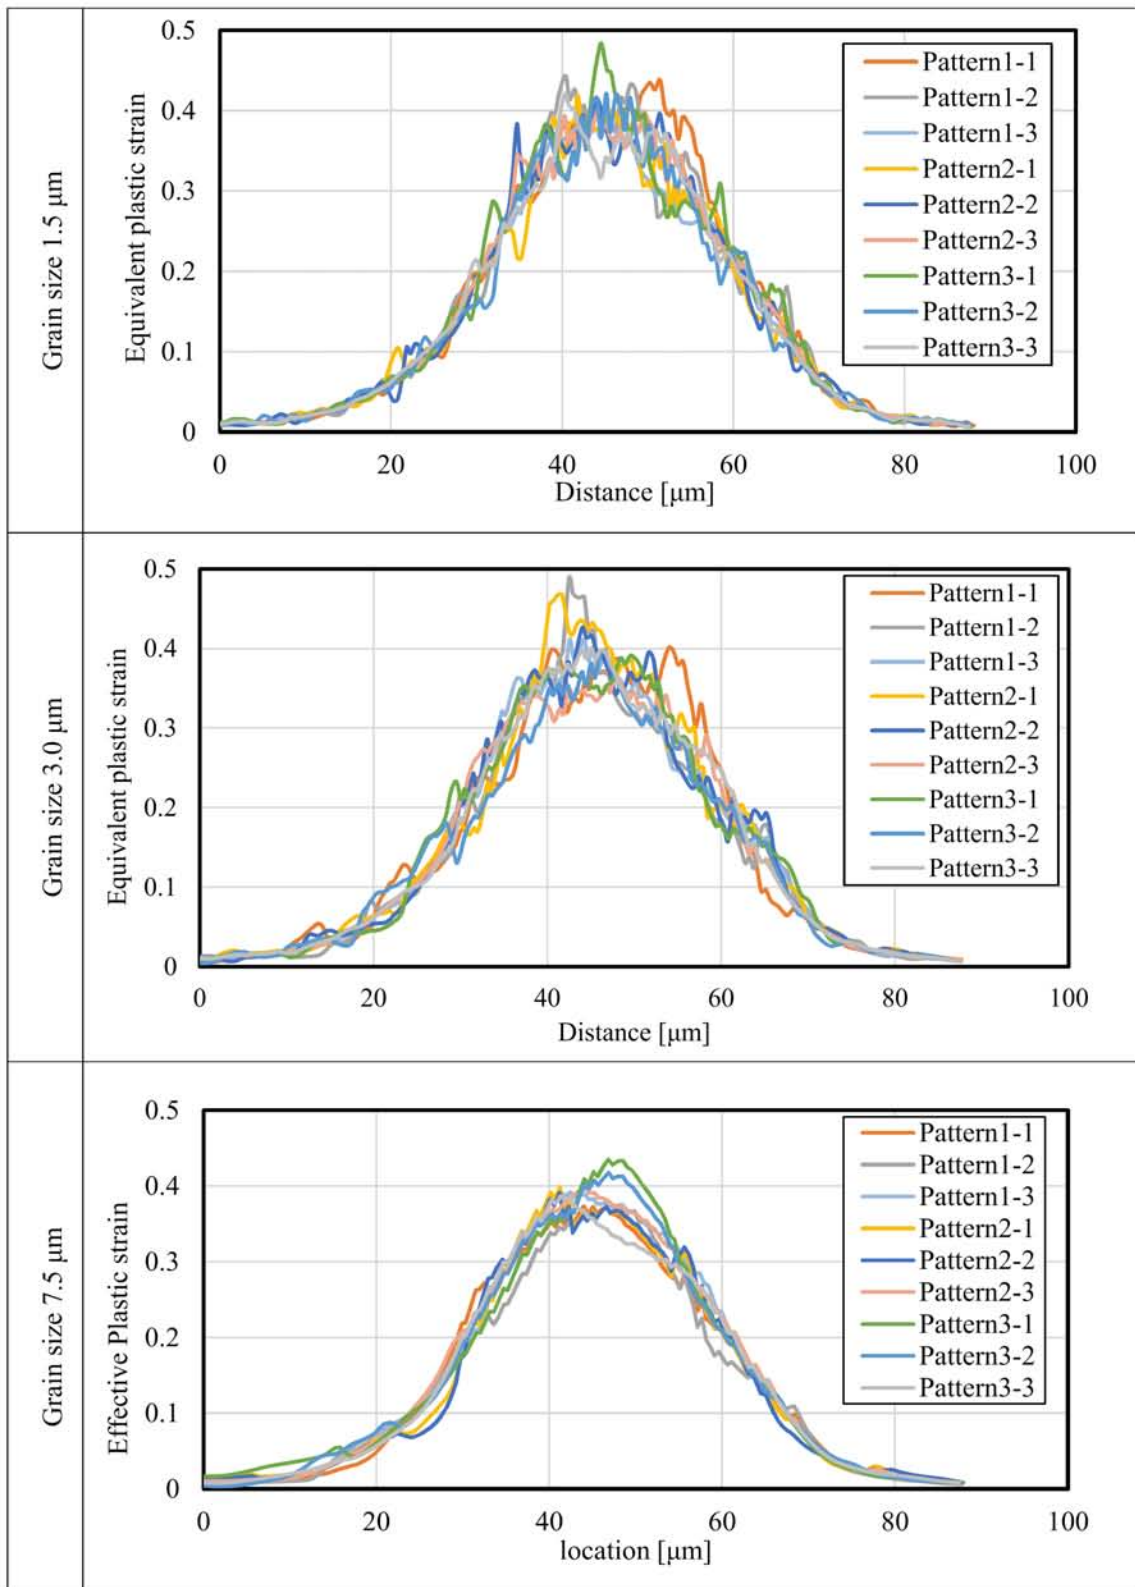 Grain size 1.5 μm
Equivalent plastic strain
0.5
0.4
0.3
0.2
0.1
0
0 20 40 60 80 100
Distance [μm]
Pattern1-1
Pattern1-2
Pattern1-3
Pattern2-1
Pattern2-2
Pattern2-3
Pattern3-1
Pattern3-2
Pattern3-3
Grain size 3.0 μm
Equivalent plastic strain
0.5
0.4
0.3
0.2
0.1
0
0 20 40 60 80 100
Distance [μm]
Pattern1-1
Pattern1-2
Pattern1-3
Pattern2-1
Pattern2-2
Pattern2-3
Pattern3-1
Pattern3-2
Pattern3-3
Grain size 7.5 μm
Effective Plastic strain
0.5
0.4
0.3
0.2
0.1
0
0 20 40 60 80 100
location [μm]
Pattern1-1
Pattern1-2
Pattern1-3
Pattern2-1
Pattern2-2
Pattern2-3
Pattern3-1
Pattern3-2
Pattern3-3